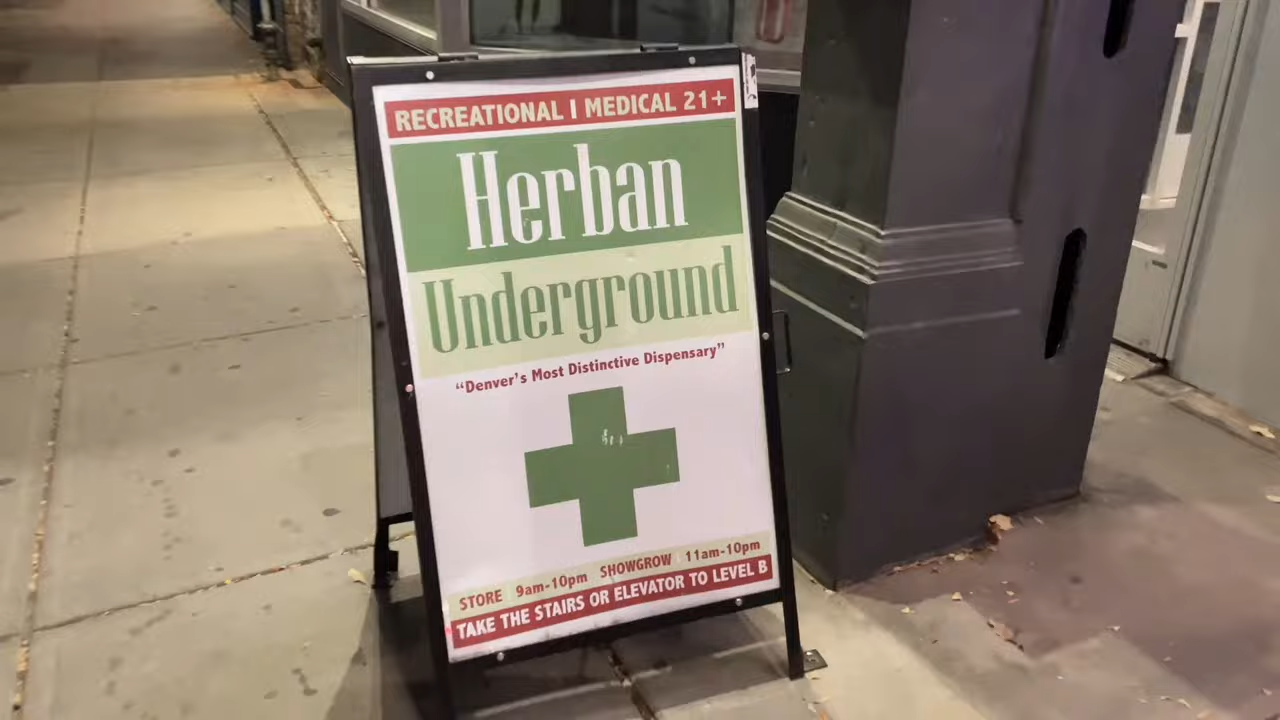 RECREATIONAL | MEDICAL 21+
Herban
Underground
“Denver’s Most Distinctive Dispensary”
STORE 9am-10pm SHOWGROW 11am-10pm
TAKE THE STAIRS OR ELEVATOR TO LEVEL B